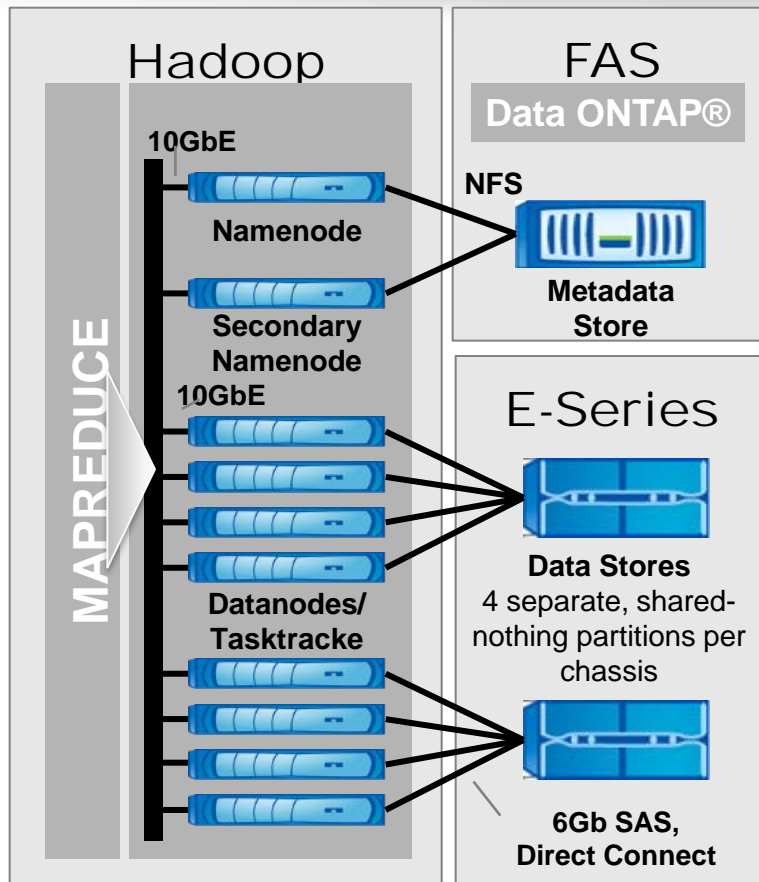 Hadoop
MAPREDUCE
10GbE
Namenode
Secondary
Namenode
10GbE
Datanodes/
Tasktracke
FAS
Data ONTAP®
NFS
Metadata
Store
E-Series
Data Stores
4 separate, shared-
nothing partitions per
chassis
6Gb SAS,
Direct Connect